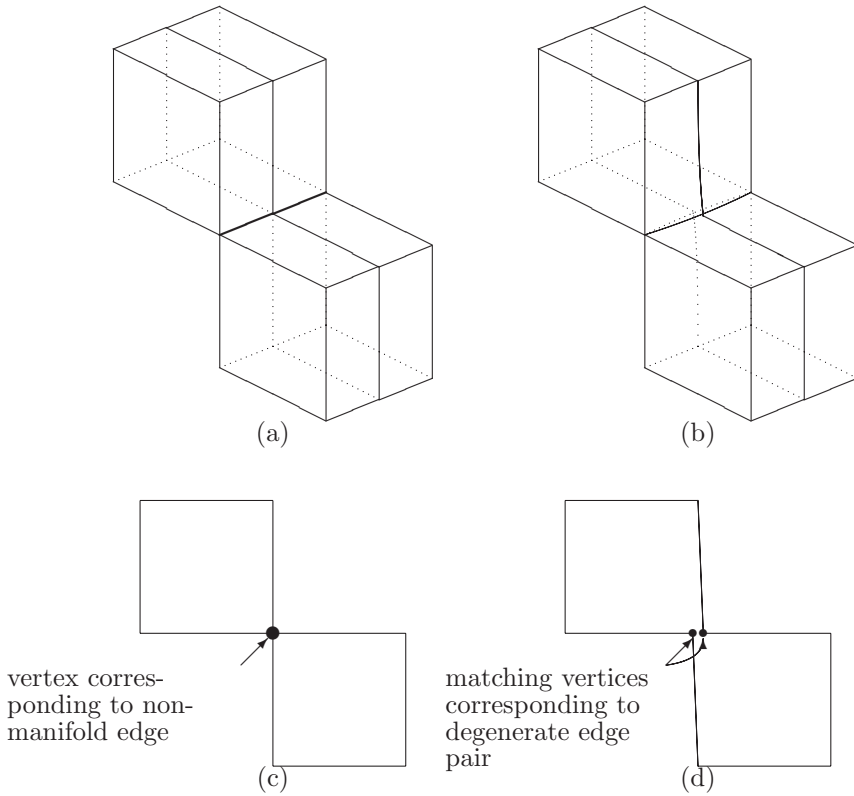 (a)
(b)
vertex corres-
ponding to non-
manifold edge
(c)
matching vertices
corresponding to
degenerate edge
pair
(d)